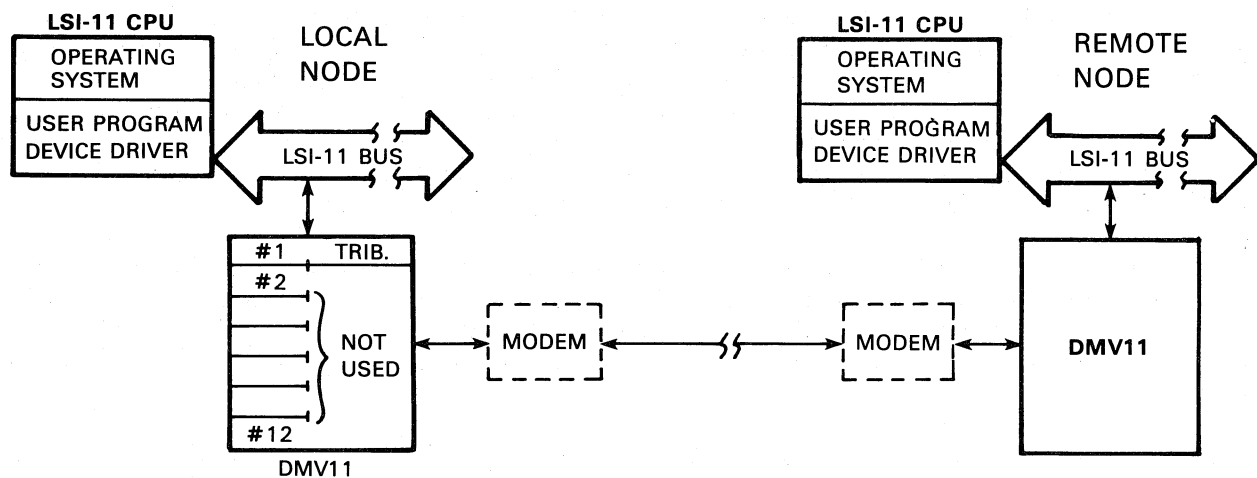 LSI-11 CPU
OPERATING
SYSTEM
USER PROGRAM
DEVICE DRIVER
LOCAL
NODE
LSI-11 BUS
#1 TRIB.
#2
NOT
USED
#12
DMV11
MODEM
MODEM
LSI-11 CPU
OPERATING
SYSTEM
USER PROGRAM
DEVICE DRIVER
REMOTE
NODE
LSI-11 BUS
DMV11